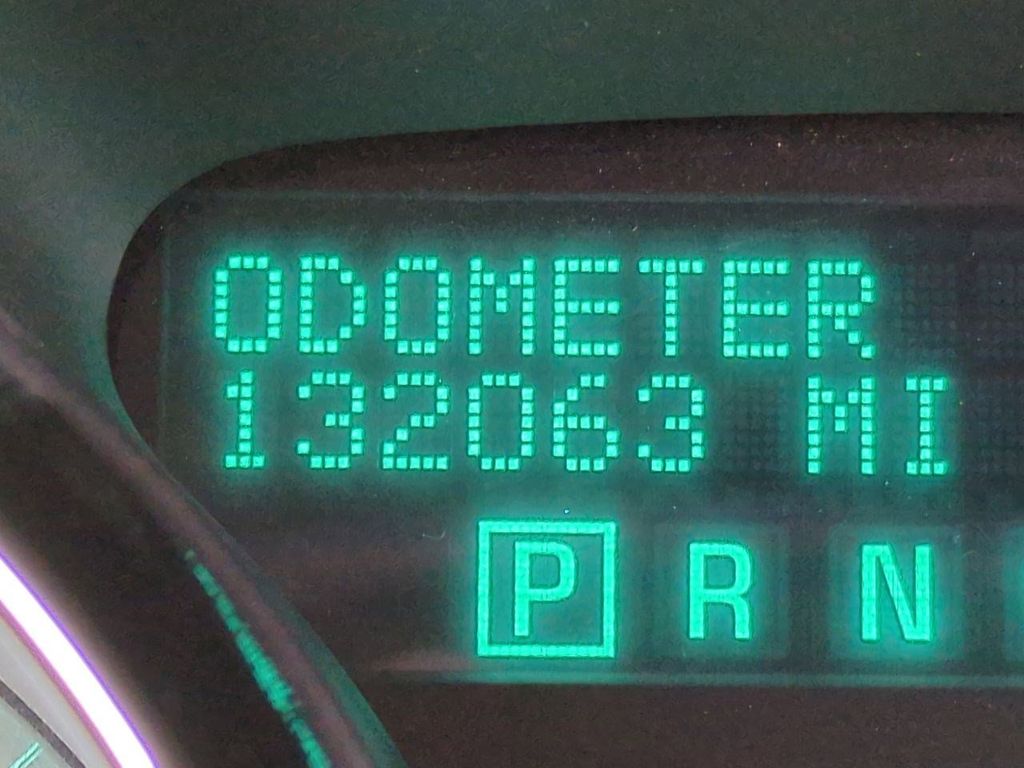 ODOMETER
132063 MI
P R N